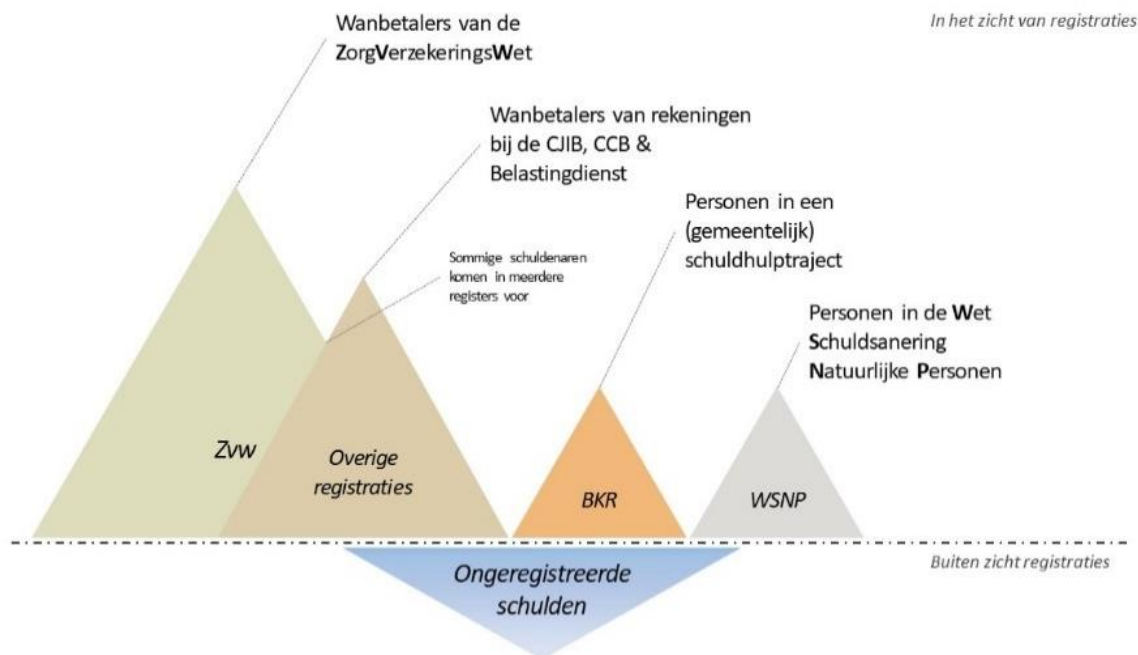 In het zicht van registraties
Wanbetalers van de
ZorgVerzekeringsWet
Wanbetalers van rekeningen
bij de CJIB, CCB &
Belastingdienst
Sommige schuldenaren
komen in meerdere
registers voor
Personen in een
(gemeentelijk)
schuldhulptraject
Personen in de Wet
Schuldsanering
Natuurlijke Personen
Zvw
Overige
registraties
BKR
WSNP
Buiten zicht registraties
Ongeregistreerde
schulden